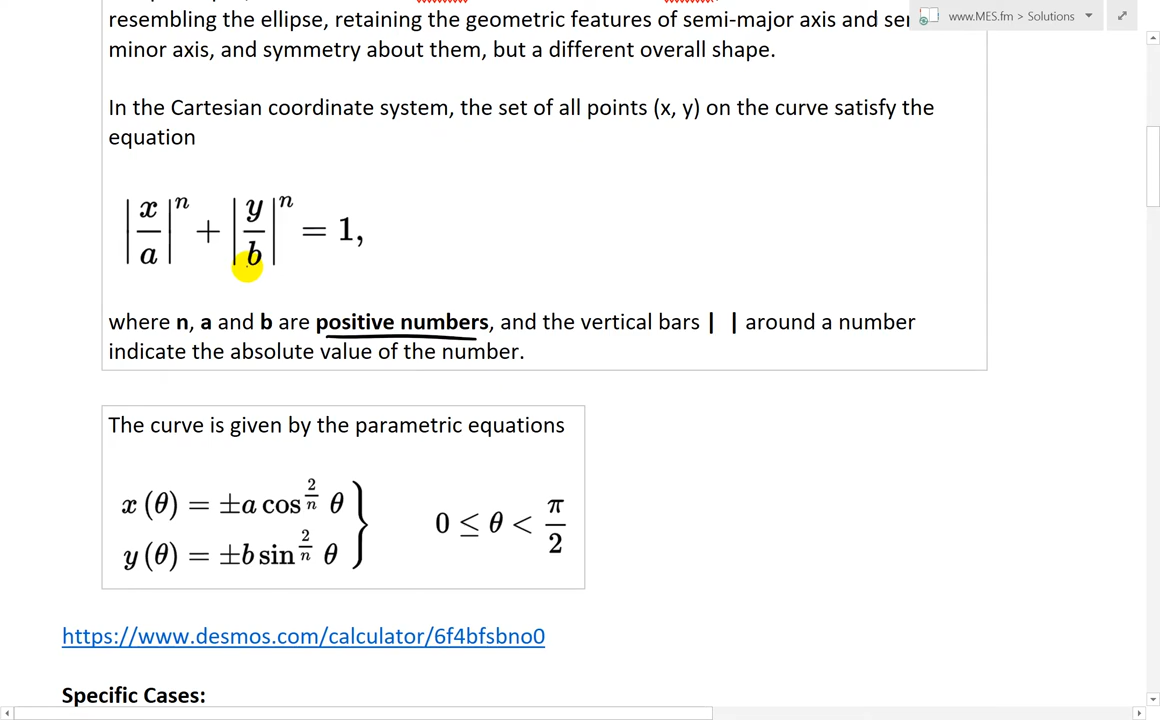 resembling the ellipse, retaining the geometric features of semi-major axis and
www.MES.fm > Solutions
minor axis, and symmetry about them, but a different overall shape.
In the Cartesian coordinate system, the set of all points (x, y) on the curve satisfy the
equation
|x/a|ⁿ + |y/b|ⁿ = 1,
where n, a and b are positive numbers, and the vertical bars | | around a number
indicate the absolute value of the number.
The curve is given by the parametric equations
x (θ) = ±a cos^(2/n) θ
y (θ) = ±b sin^(2/n) θ } 0 ≤ θ < π/2
https://www.desmos.com/calculator/6f4bfsbno0
Specific Cases: